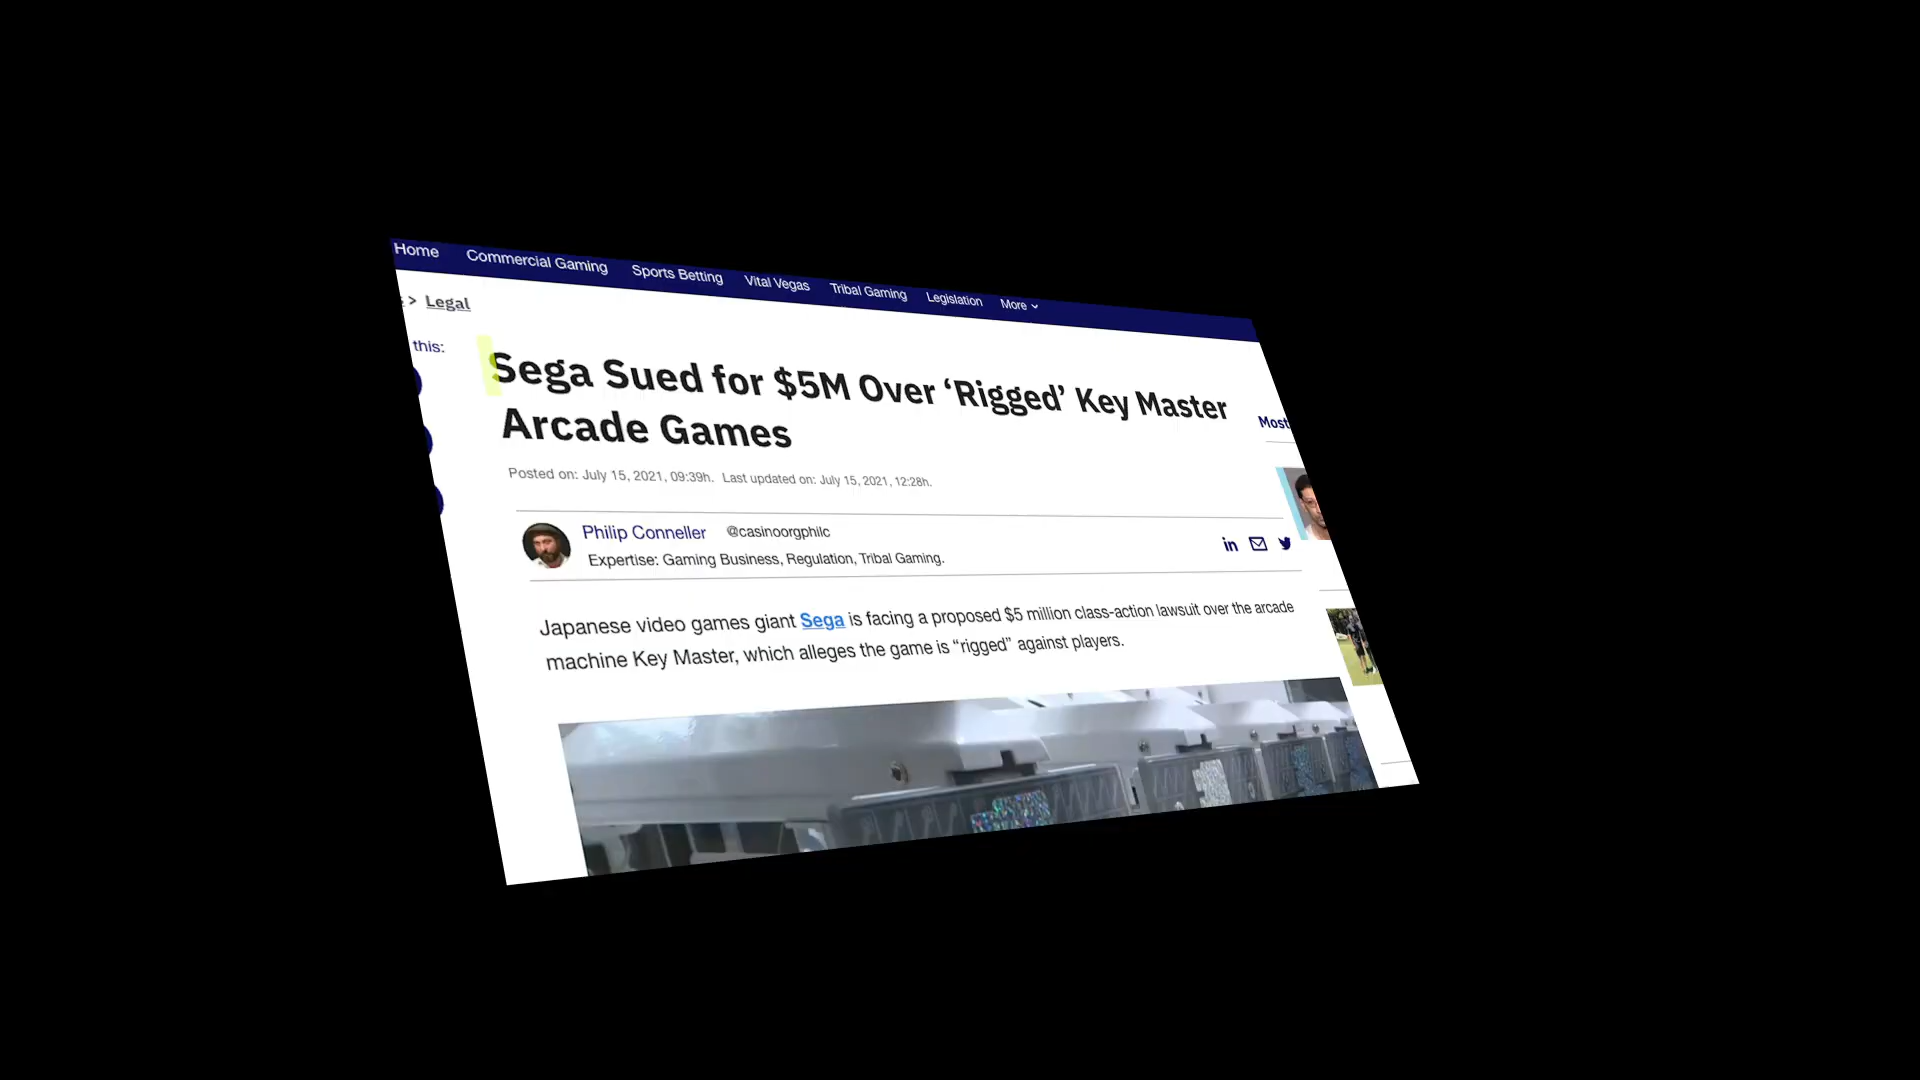 Home Commercial Gaming Sports Betting Vital Vegas Tribal Gaming Legislation More
> Legal
this:
Sega Sued for $5M Over ‘Rigged’ Key Master
Arcade Games
Most
Posted on: July 15, 2021, 09:39h. Last updated on: July 15, 2021, 12:28h.
Philip Conneller @casinoorgphilc
Expertise: Gaming Business, Regulation, Tribal Gaming.
in
Japanese video games giant Sega is facing a proposed $5 million class-action lawsuit over the arcade
machine Key Master, which alleges the game is “rigged” against players.